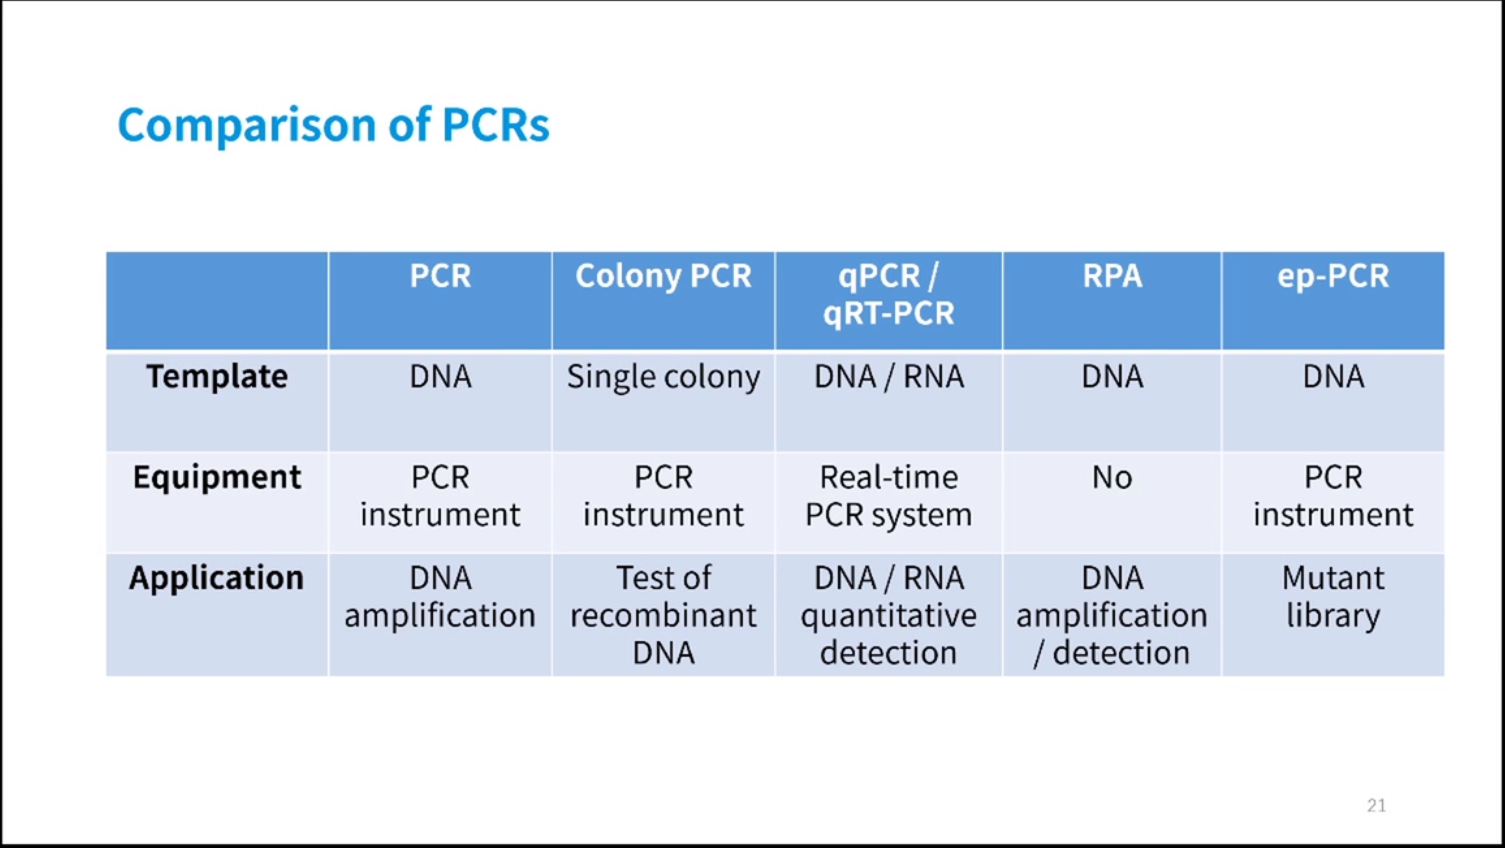 Comparison of PCRs
PCR
Colony PCR
qPCR /
qRT-PCR
RPA
ep-PCR
Template
DNA
Single colony
DNA / RNA
DNA
DNA
Equipment
PCR
instrument
PCR
instrument
Real-time
PCR system
No
PCR
instrument
Application
DNA
amplification
Test of
recombinant
DNA
DNA / RNA
quantitative
detection
DNA
amplification
/ detection
Mutant
library
21